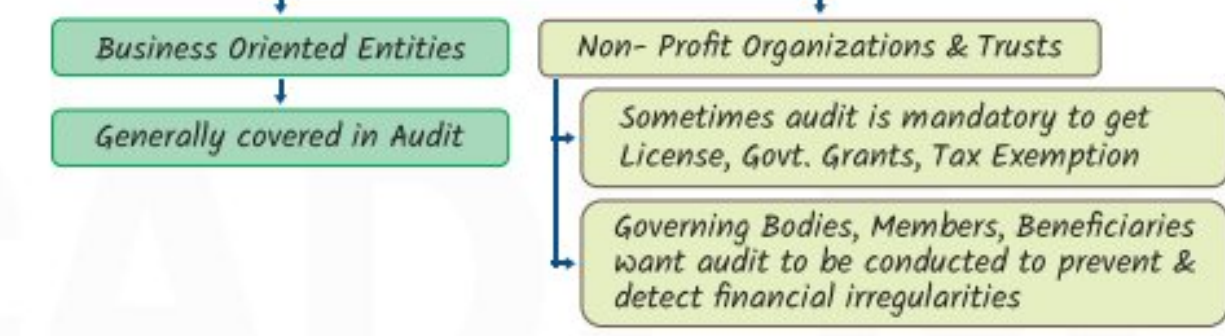 Business Oriented Entities
Generally covered in Audit
Non- Profit Organizations & Trusts
Sometimes audit is mandatory to get
License, Govt. Grants, Tax Exemption
Governing Bodies, Members, Beneficiaries
want audit to be conducted to prevent &
detect financial irregularities